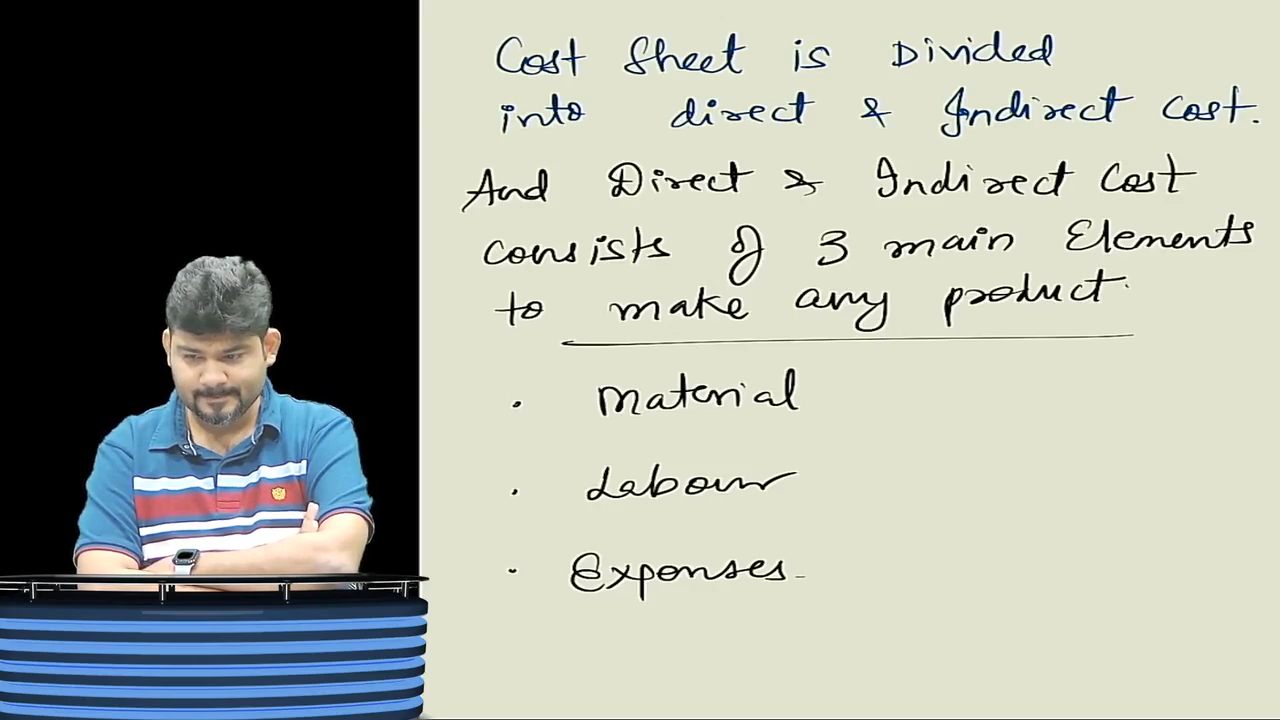 Cost Sheet is Divided
into direct & Indirect Cost.
And Direct & Indirect Cost
consists of 3 main Elements
to make any product.
. Material
. Labour
. Expenses.